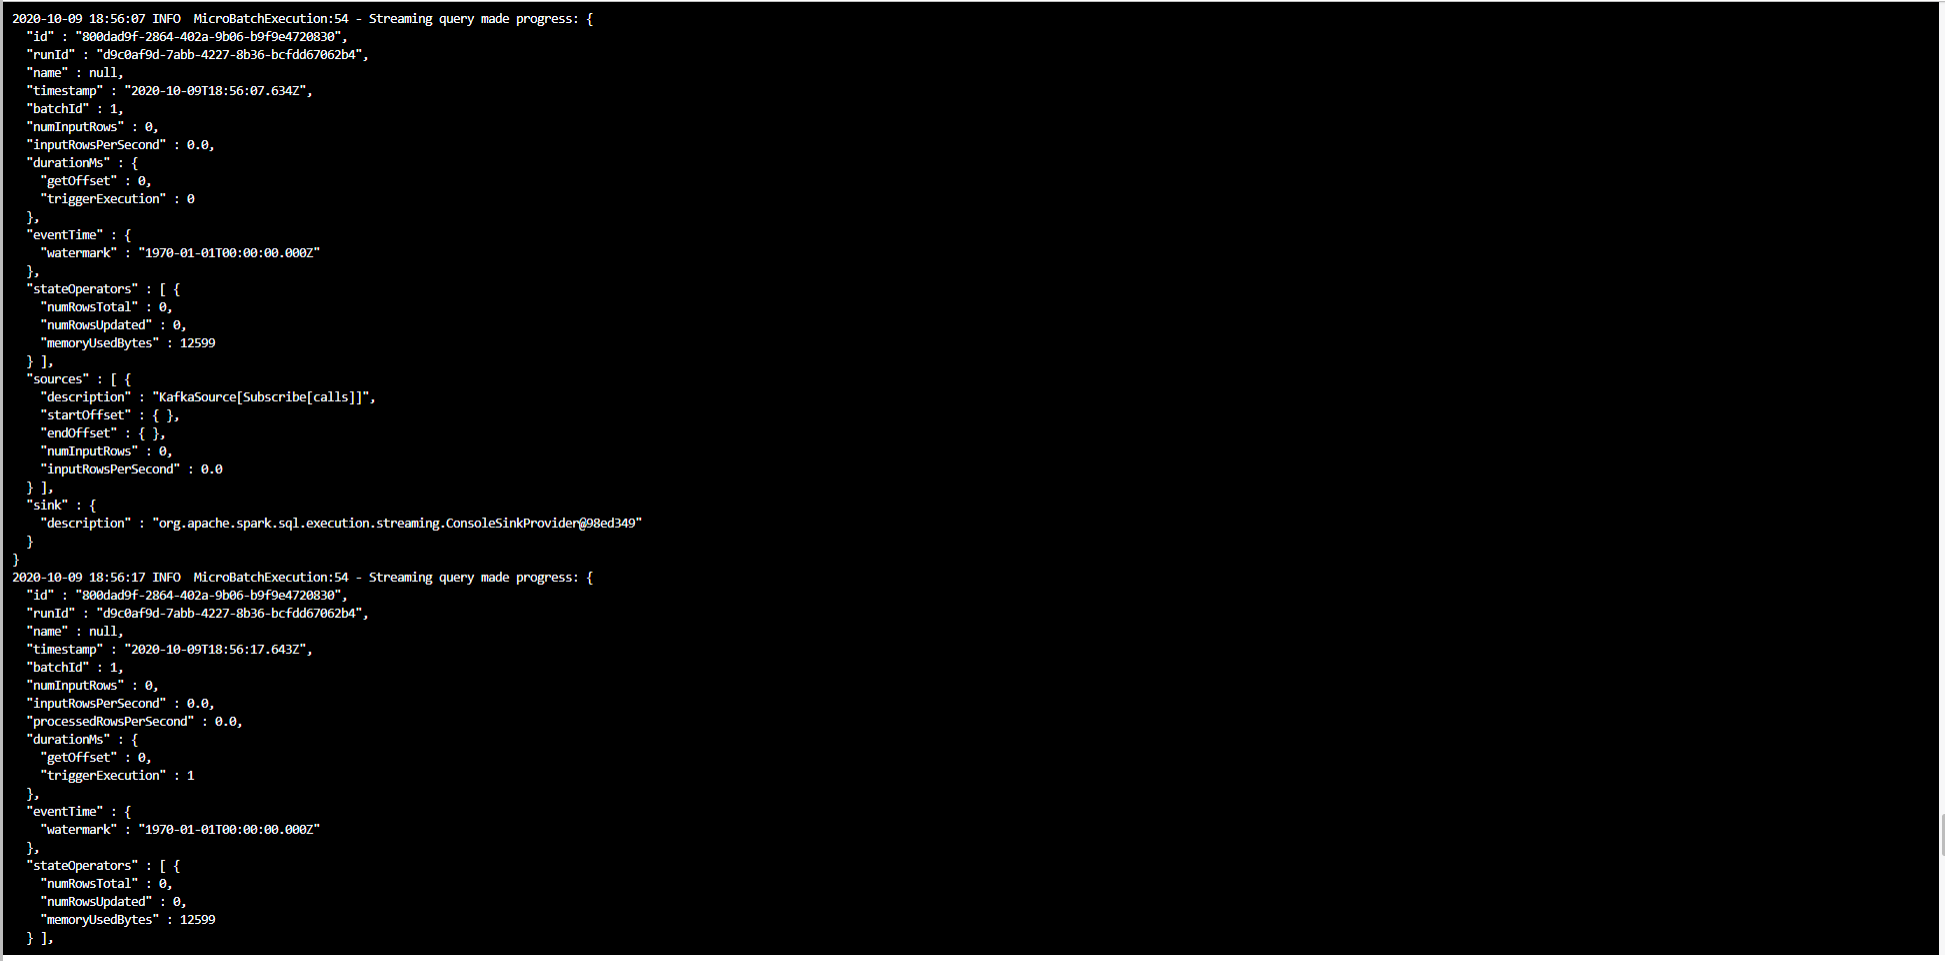 2020-10-09 18:56:07 INFO  MicroBatchExecution:54 - Streaming query made progress: {
  "id" : "800dad9f-2864-402a-9b06-b9f9e4720830",
  "runId" : "d9c0af9d-7abb-4227-8b36-bcfdd67062b4",
  "name" : null,
  "timestamp" : "2020-10-09T18:56:07.634Z",
  "batchId" : 1,
  "numInputRows" : 0,
  "inputRowsPerSecond" : 0.0,
  "durationMs" : {
    "getOffset" : 0,
    "triggerExecution" : 0
  },
  "eventTime" : {
    "watermark" : "1970-01-01T00:00:00.000Z"
  },
  "stateOperators" : [ {
    "numRowsTotal" : 0,
    "numRowsUpdated" : 0,
    "memoryUsedBytes" : 12599
  } ],
  "sources" : [ {
    "description" : "KafkaSource[Subscribe[calls]]",
    "startOffset" : { },
    "endOffset" : { },
    "numInputRows" : 0,
    "inputRowsPerSecond" : 0.0
  } ],
  "sink" : {
    "description" : "org.apache.spark.sql.execution.streaming.ConsoleSinkProvider@98ed349"
  }
}
2020-10-09 18:56:17 INFO  MicroBatchExecution:54 - Streaming query made progress: {
  "id" : "800dad9f-2864-402a-9b06-b9f9e4720830",
  "runId" : "d9c0af9d-7abb-4227-8b36-bcfdd67062b4",
  "name" : null,
  "timestamp" : "2020-10-09T18:56:17.643Z",
  "batchId" : 1,
  "numInputRows" : 0,
  "inputRowsPerSecond" : 0.0,
  "processedRowsPerSecond" : 0.0,
  "durationMs" : {
    "getOffset" : 0,
    "triggerExecution" : 1
  },
  "eventTime" : {
    "watermark" : "1970-01-01T00:00:00.000Z"
  },
  "stateOperators" : [ {
    "numRowsTotal" : 0,
    "numRowsUpdated" : 0,
    "memoryUsedBytes" : 12599
  } ],